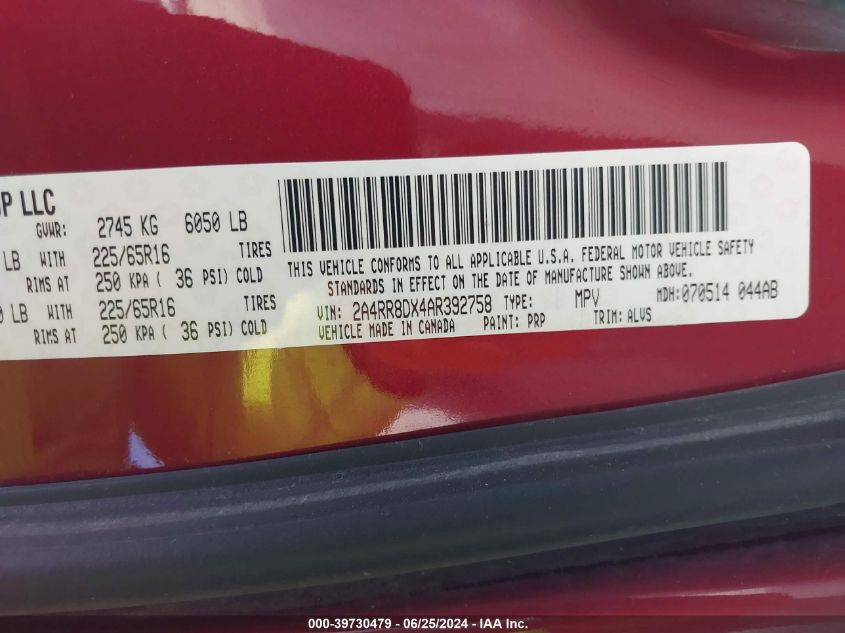 P LLC
GVWR: 2745 KG 6050 LB
LB WITH 225/65R16 TIRES
RIMS AT 250 KPA ( 36 PSI) COLD
LB WITH 225/65R16 TIRES
RIMS AT 250 KPA ( 36 PSI) COLD
THIS VEHICLE CONFORMS TO ALL APPLICABLE U.S.A. FEDERAL MOTOR VEHICLE SAFETY
STANDARDS IN EFFECT ON THE DATE OF MANUFACTURE SHOWN ABOVE.
VIN: 2A4RR8DX4AR392758 TYPE: MPV MDH:070514 044AB
VEHICLE MADE IN CANADA PAINT: PRP TRIM: ALVS
000-39730479 - 06/25/2024 - IAA Inc.